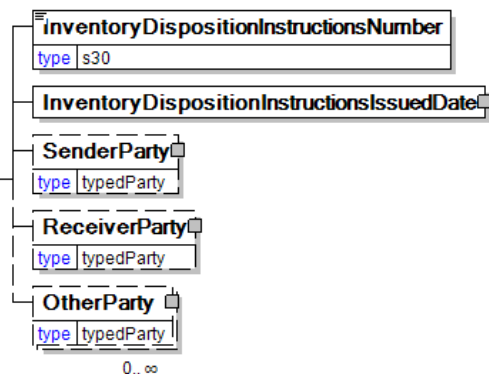 InventoryDispositionInstructionsNumber
type s30
InventoryDispositionInstructionsIssuedDate
SenderParty
type typedParty
ReceiverParty
type typedParty
OtherParty
type typedParty
0.. ∞